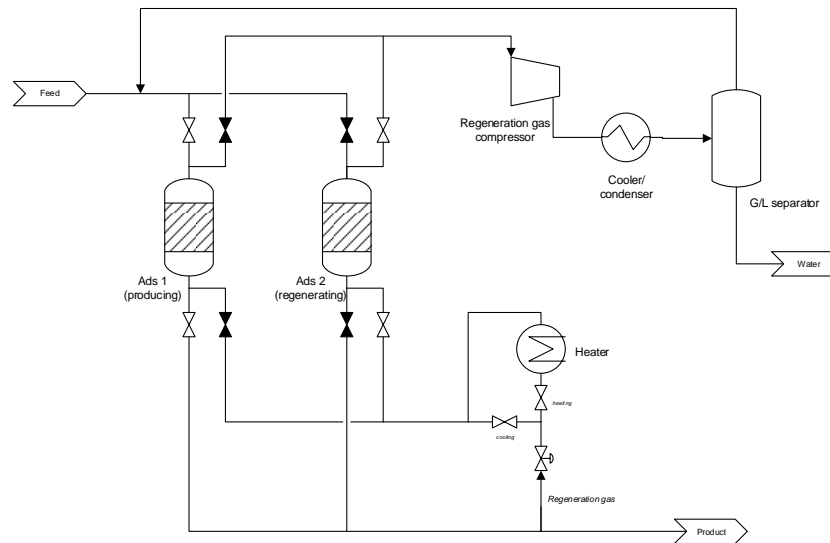 Feed
Regeneration gas
compressor
Cooler/
condenser
G/L separator
Water
Ads 1
(producing)
Ads 2
(regenerating)
Heater
heating
cooling
Regeneration gas
Product